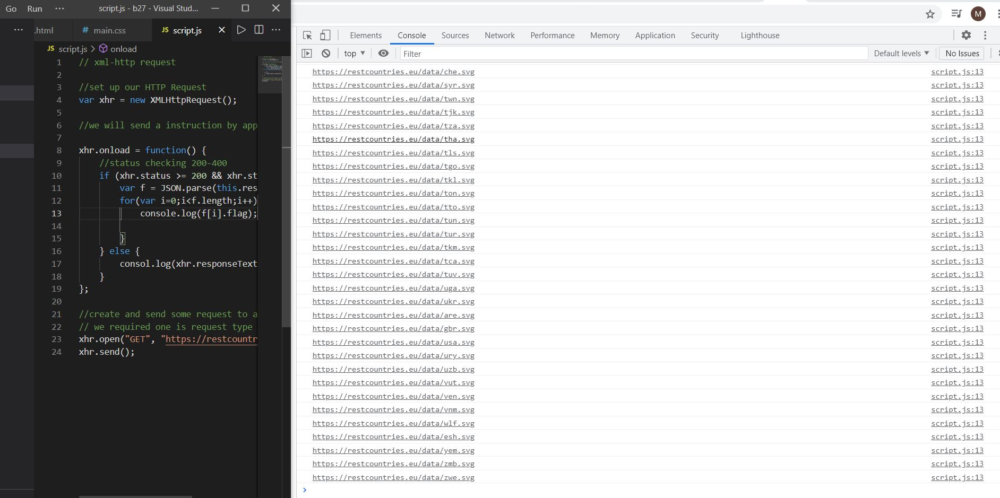 Go Run ··· script.js - b27 - Visual Stud...
··· .html # main.css JS script.js ···
JS script.js > onload
1 // xml-http request
2
3 //set up our HTTP Request
4 var xhr = new XMLHttpRequest();
5
6 //we will send a instruction by app
7
8 xhr.onload = function() {
9 //status checking 200-400
10 if (xhr.status >= 200 && xhr.st
11 var f = JSON.parse(this.res
12 for(var i=0;i<f.length;i++)
13 console.log(f[i].flag);
14
15 }
16 } else {
17 consol.log(xhr.responseText
18 }
19 };
20
21 //create and send some request to a
22 // we required one is request type
23 xhr.open("GET", "https://restcountr
24 xhr.send();
M
Elements Console Sources Network Performance Memory Application Security Lighthouse
top Filter Default levels No Issues
https://restcountries.eu/data/che.svg script.js:13
https://restcountries.eu/data/syr.svg script.js:13
https://restcountries.eu/data/twn.svg script.js:13
https://restcountries.eu/data/tjk.svg script.js:13
https://restcountries.eu/data/tza.svg script.js:13
https://restcountries.eu/data/tha.svg script.js:13
https://restcountries.eu/data/tls.svg script.js:13
https://restcountries.eu/data/tgo.svg script.js:13
https://restcountries.eu/data/tkl.svg script.js:13
https://restcountries.eu/data/ton.svg script.js:13
https://restcountries.eu/data/tto.svg script.js:13
https://restcountries.eu/data/tun.svg script.js:13
https://restcountries.eu/data/tur.svg script.js:13
https://restcountries.eu/data/tkm.svg script.js:13
https://restcountries.eu/data/tca.svg script.js:13
https://restcountries.eu/data/tuv.svg script.js:13
https://restcountries.eu/data/uga.svg script.js:13
https://restcountries.eu/data/ukr.svg script.js:13
https://restcountries.eu/data/are.svg script.js:13
https://restcountries.eu/data/gbr.svg script.js:13
https://restcountries.eu/data/usa.svg script.js:13
https://restcountries.eu/data/ury.svg script.js:13
https://restcountries.eu/data/uzb.svg script.js:13
https://restcountries.eu/data/vut.svg script.js:13
https://restcountries.eu/data/ven.svg script.js:13
https://restcountries.eu/data/vnm.svg script.js:13
https://restcountries.eu/data/wlf.svg script.js:13
https://restcountries.eu/data/esh.svg script.js:13
https://restcountries.eu/data/yem.svg script.js:13
https://restcountries.eu/data/zmb.svg script.js:13
https://restcountries.eu/data/zwe.svg script.js:13
>